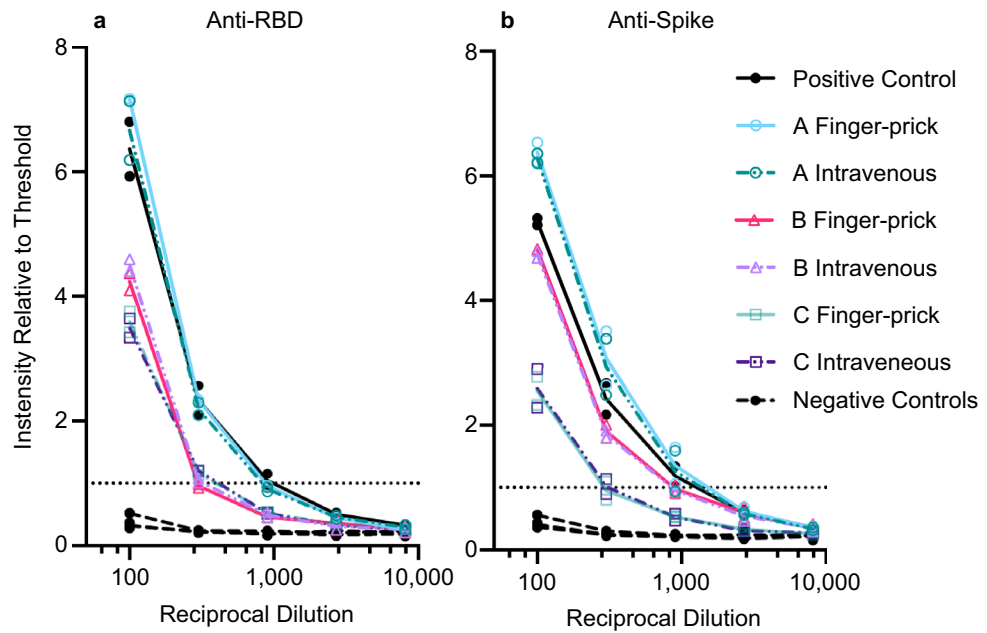 a Anti-RBD
b Anti-Spike
Instensity Relative to Threshold
8
6
4
2
0
100 1,000 10,000
Reciprocal Dilution
8
6
4
2
0
100 1,000 10,000
Reciprocal Dilution
Positive Control
A Finger-prick
A Intravenous
B Finger-prick
B Intravenous
C Finger-prick
C Intraveneous
Negative Controls